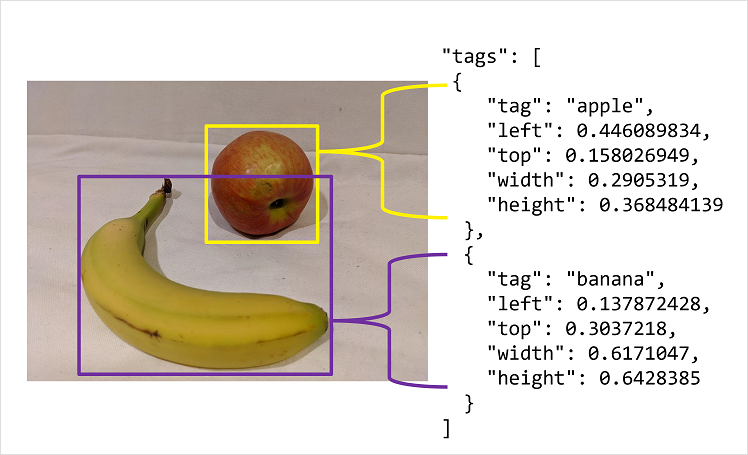 "tags": [
{
"tag": "apple",
"left": 0.446089834,
"top": 0.158026949,
"width": 0.2905319,
"height": 0.368484139
},
{
"tag": "banana",
"left": 0.137872428,
"top": 0.3037218,
"width": 0.6171047,
"height": 0.6428385
}
]